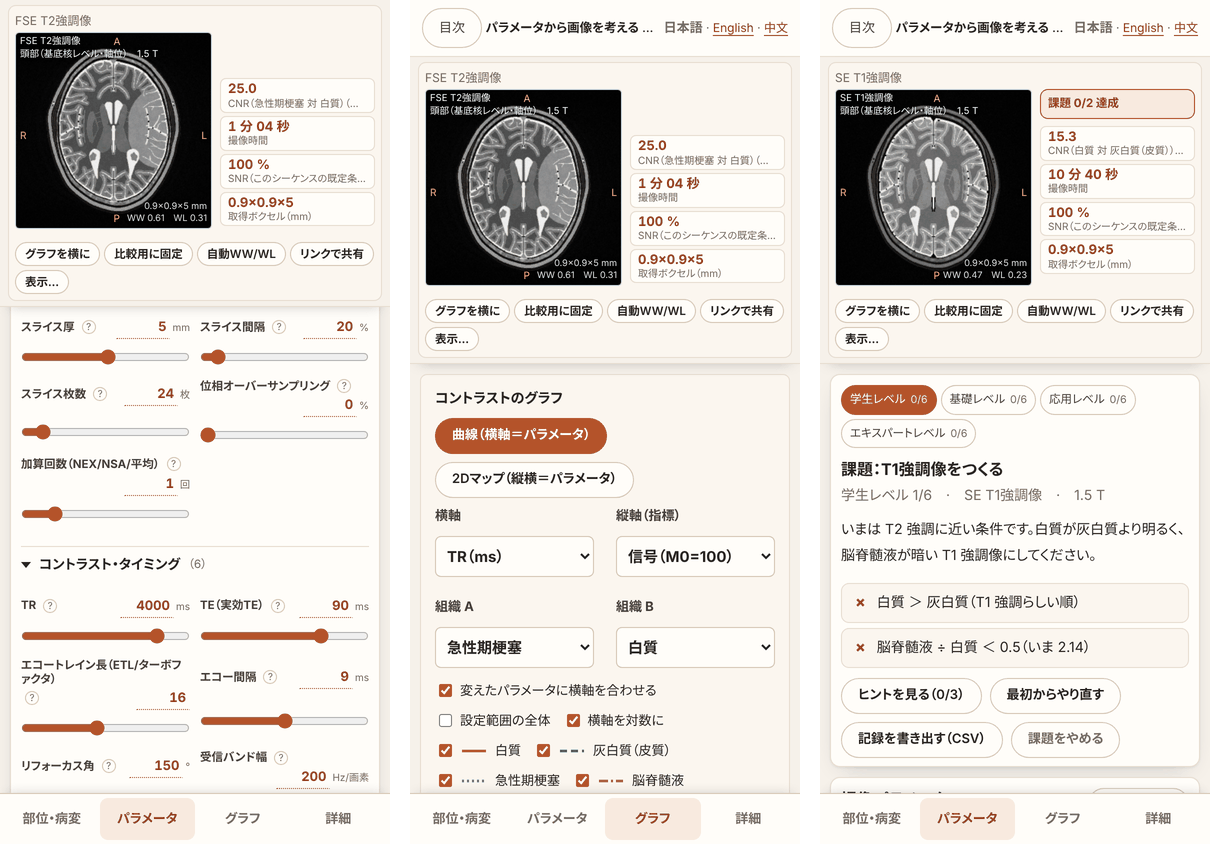 FSE T2強調像
FSE T2強調像
A
頭部（基底核レベル・軸位） 1.5 T
R
L
0.9×0.9×5 mm
P WW 0.61 WL 0.31
25.0
CNR（急性期梗塞 対 白質）（...
1 分 04 秒
撮像時間
100 %
SNR（このシーケンスの既定条...
0.9×0.9×5
取得ボクセル（mm）
グラフを横に
比較用に固定
自動WW/WL
リンクで共有
表示...
スライス厚 ? 5 mm
スライス間隔 ? 20 %
スライス枚数 ? 24 枚
位相オーバーサンプリング ?
0 %
加算回数（NEX/NSA/平均） ?
1 回
▼ コントラスト・タイミング (6)
TR ? 4000 ms
TE（実効TE） ? 90 ms
エコートレイン長（ETL/ターボファクタ）
?
16
エコー間隔 ? 9 ms
リフォーカス角 ? 150 °
受信バンド幅 ?
200 Hz/画素
部位・病変
パラメータ
グラフ
詳細
目次
パラメータから画像を考える ...
日本語 · English · 中文
FSE T2強調像
FSE T2強調像
A
頭部（基底核レベル・軸位） 1.5 T
R
L
0.9×0.9×5 mm
P WW 0.61 WL 0.31
25.0
CNR（急性期梗塞 対 白質）（...
1 分 04 秒
撮像時間
100 %
SNR（このシーケンスの既定条...
0.9×0.9×5
取得ボクセル（mm）
グラフを横に
比較用に固定
自動WW/WL
リンクで共有
表示...
コントラストのグラフ
曲線（横軸＝パラメータ）
2Dマップ（縦横＝パラメータ）
横軸
縦軸（指標）
TR（ms）
信号（M0=100）
組織 A
組織 B
急性期梗塞
白質
変えたパラメータに横軸を合わせる
設定範囲の全体
横軸を対数に
白質
灰白質（皮質）
急性期梗塞
脳脊髄液
部位・病変
パラメータ
グラフ
詳細
目次
パラメータから画像を考える ...
日本語 · English · 中文
SE T1強調像
SE T1強調像
A
頭部（基底核レベル・軸位） 1.5 T
R
L
0.9×0.9×5 mm
P WW 0.47 WL 0.23
課題 0/2 達成
15.3
CNR（白質 対 灰白質（皮質））...
10 分 40 秒
撮像時間
100 %
SNR（このシーケンスの既定条...
0.9×0.9×5
取得ボクセル（mm）
グラフを横に
比較用に固定
自動WW/WL
リンクで共有
表示...
学生レベル 0/6
基礎レベル 0/6
応用レベル 0/6
エキスパートレベル 0/6
課題：T1強調像をつくる
学生レベル 1/6 · SE T1強調像 · 1.5 T
いまは T2 強調に近い条件です。白質が灰白質より明るく、
脳脊髄液が暗い T1 強調像にしてください。
× 白質 ＞ 灰白質（T1 強調らしい順）
× 脳脊髄液 ÷ 白質 ＜ 0.5（いま 2.14）
ヒントを見る（0/3）
最初からやり直す
記録を書き出す（CSV）
課題をやめる
部位・病変
パラメータ
グラフ
詳細